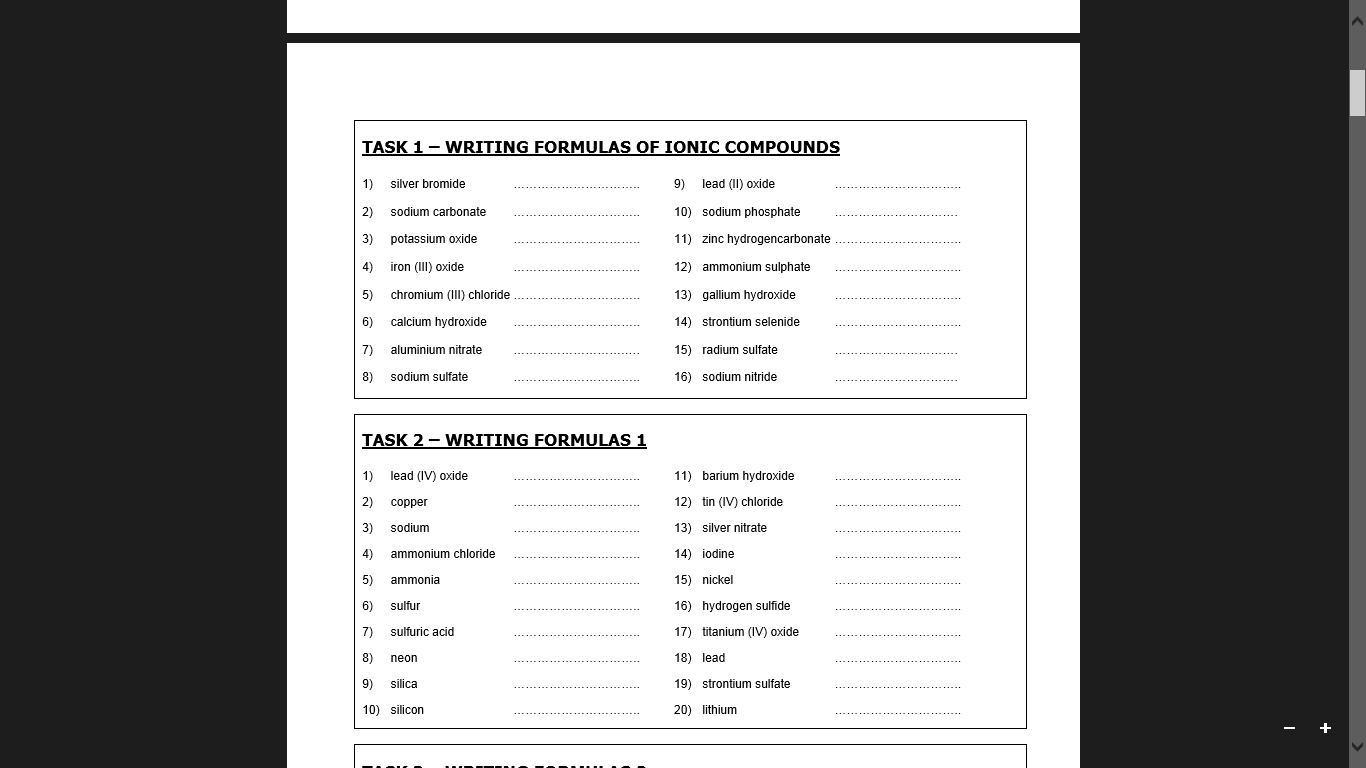 TASK 1 – WRITING FORMULAS OF IONIC COMPOUNDS
1) silver bromide ………………………….. 9) lead (II) oxide …………………………..
2) sodium carbonate ………………………….. 10) sodium phosphate ………………………….
3) potassium oxide ………………………….. 11) zinc hydrogencarbonate …………………………..
4) iron (III) oxide ………………………….. 12) ammonium sulphate …………………………..
5) chromium (III) chloride ………………………….. 13) gallium hydroxide …………………………..
6) calcium hydroxide ………………………….. 14) strontium selenide …………………………..
7) aluminium nitrate ………………………….. 15) radium sulfate ………………………….
8) sodium sulfate ………………………….. 16) sodium nitride ………………………….
TASK 2 – WRITING FORMULAS 1
1) lead (IV) oxide ………………………….. 11) barium hydroxide …………………………..
2) copper ………………………….. 12) tin (IV) chloride …………………………..
3) sodium ………………………….. 13) silver nitrate …………………………..
4) ammonium chloride ………………………….. 14) iodine …………………………..
5) ammonia ………………………….. 15) nickel …………………………..
6) sulfur ………………………….. 16) hydrogen sulfide …………………………..
7) sulfuric acid ………………………….. 17) titanium (IV) oxide …………………………..
8) neon ………………………….. 18) lead …………………………..
9) silica ………………………….. 19) strontium sulfate …………………………..
10) silicon ………………………….. 20) lithium …………………………..